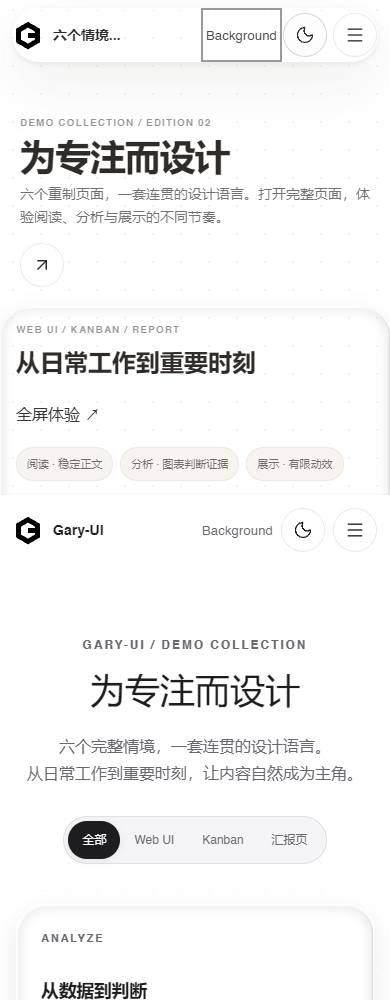 六个情境...
Background
DEMO COLLECTION / EDITION 02
为专注而设计
六个重制页面，一套连贯的设计语言。打开完整页面，体
验阅读、分析与展示的不同节奏。
WEB UI / KANBAN / REPORT
从日常工作到重要时刻
全屏体验 ↗
阅读 · 稳定正文
分析 · 图表判断证据
展示 · 有限动效
Gary-UI
Background
GARY-UI / DEMO COLLECTION
为专注而设计
六个完整情境，一套连贯的设计语言。
从日常工作到重要时刻，让内容自然成为主角。
全部
Web UI
Kanban
汇报页
ANALYZE
从数据到判断